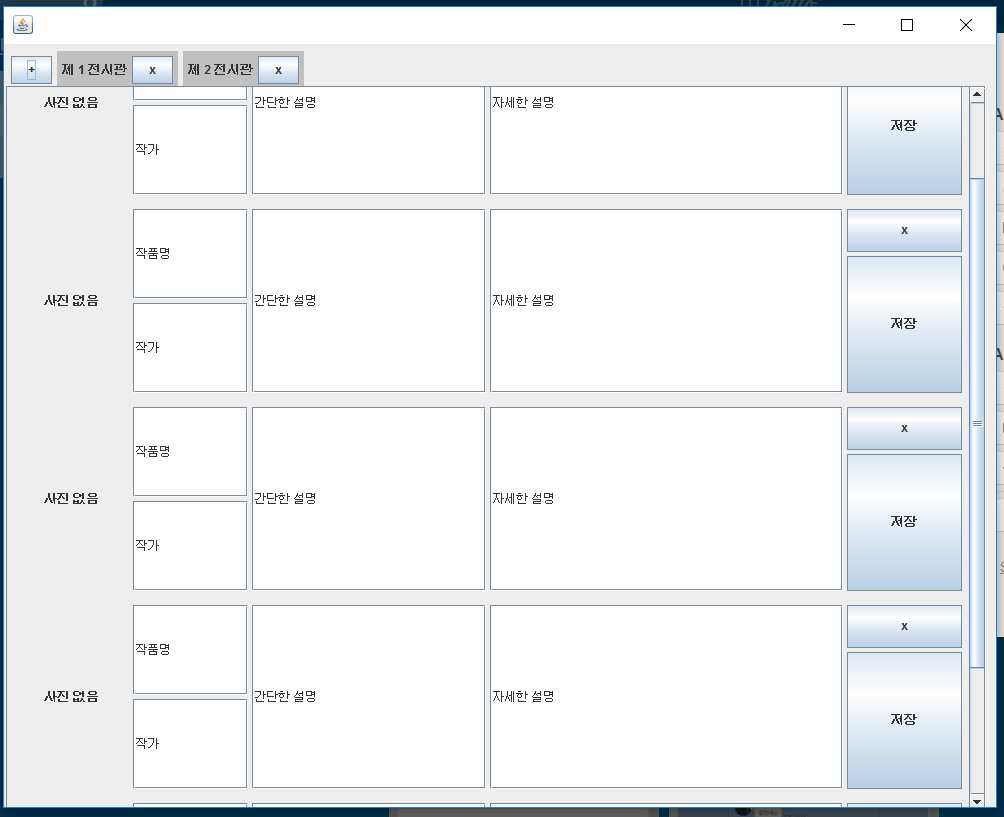 + 제 1 전시관 x 제 2 전시관 x
사진 없음 간단한 설명 자세한 설명 저장
작가
작품명 x
사진 없음 간단한 설명 자세한 설명 저장
작가
작품명 x
사진 없음 간단한 설명 자세한 설명 저장
작가
작품명 x
사진 없음 간단한 설명 자세한 설명 저장
작가